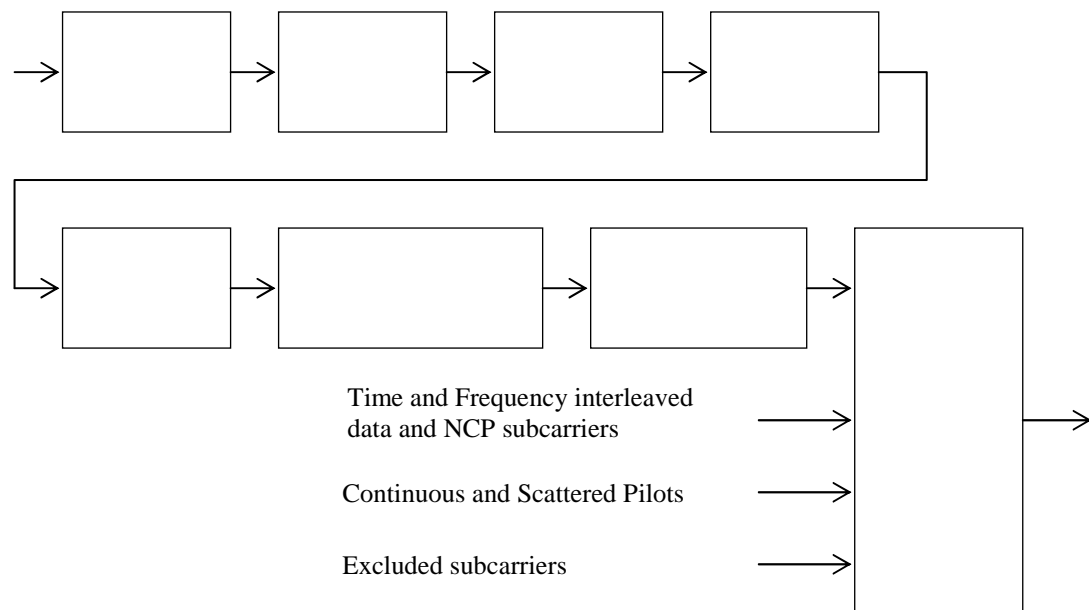 Time and Frequency interleaved
data and NCP subcarriers
Continuous and Scattered Pilots
Excluded subcarriers